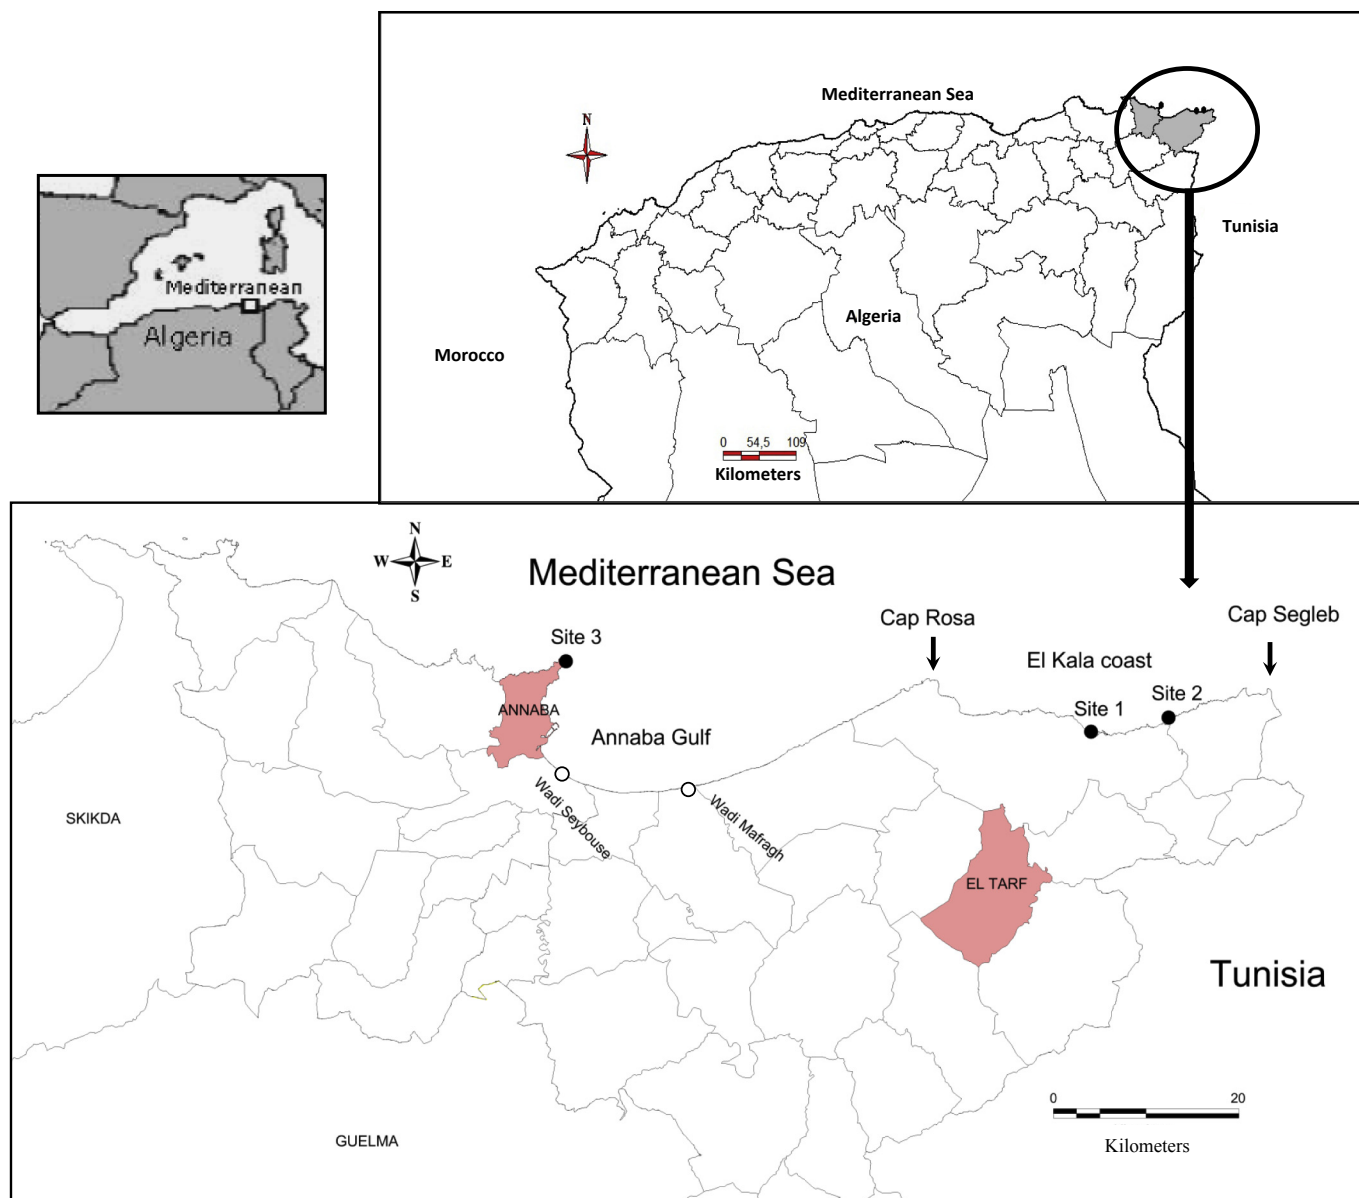 Mediterranean Sea
N
Tunisia
Algeria
Morocco
0 54,5 109
Kilometers
Mediterranean
Algeria
N
W E
S
Mediterranean Sea
Cap Rosa
Cap Segleb
Site 3
El Kala coast
Site 2
Site 1
ANNABA
Annaba Gulf
Wadi Seybouse
Wadi Mafragh
SKIKDA
EL TARF
Tunisia
0 20
Kilometers
GUELMA